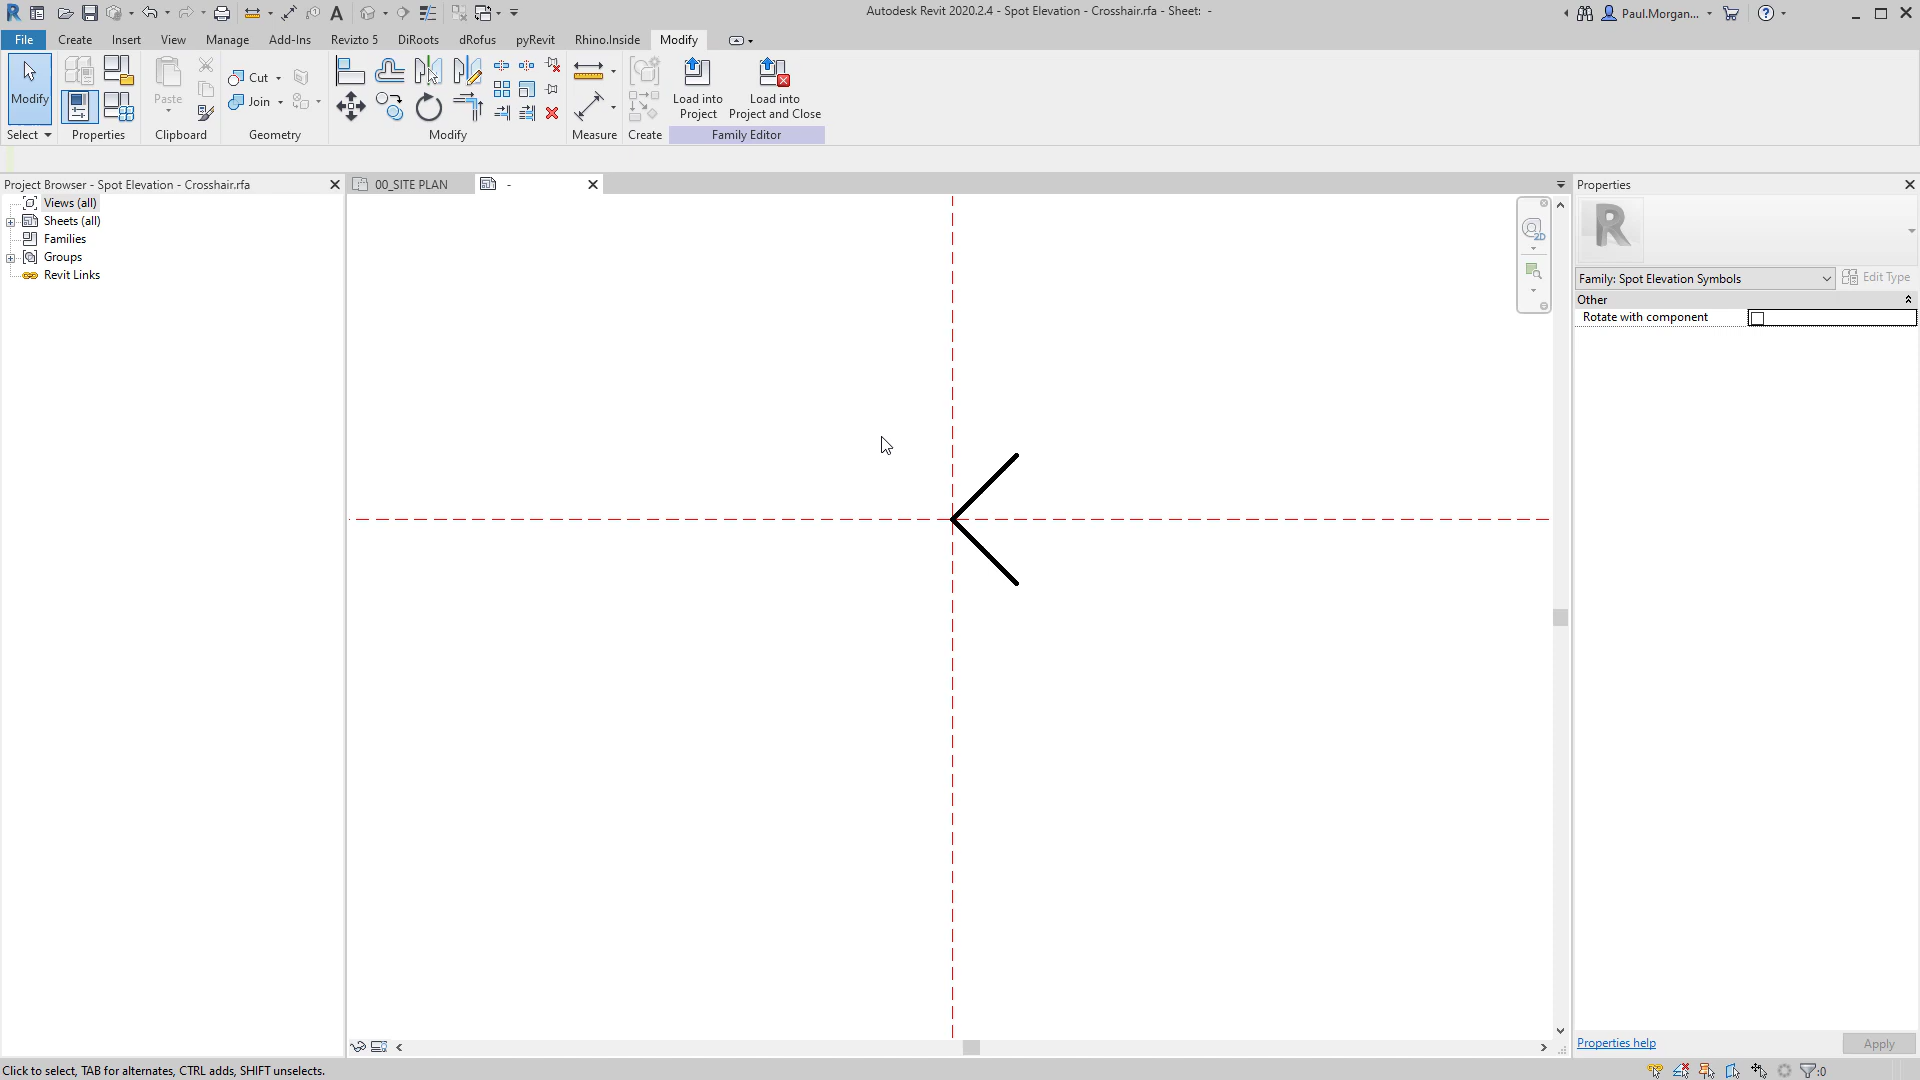 Autodesk Revit 2020.2.4 - Spot Elevation - Crosshair.rfa - Sheet: -
Paul.Morgan...
File Create Insert View Manage Add-Ins Revizto 5 DiRoots dRofus pyRevit Rhino.Inside Modify
Modify
Paste
Cut
Join
Load into Project
Load into Project and Close
Select Properties Clipboard Geometry Modify Measure Create Family Editor
Project Browser - Spot Elevation - Crosshair.rfa
Views (all)
Sheets (all)
Families
Groups
Revit Links
00_SITE PLAN
-
2D
Properties
R
Family: Spot Elevation Symbols
Edit Type
Other
Rotate with component
Properties help
Apply
Click to select, TAB for alternates, CTRL adds, SHIFT unselects.
:0